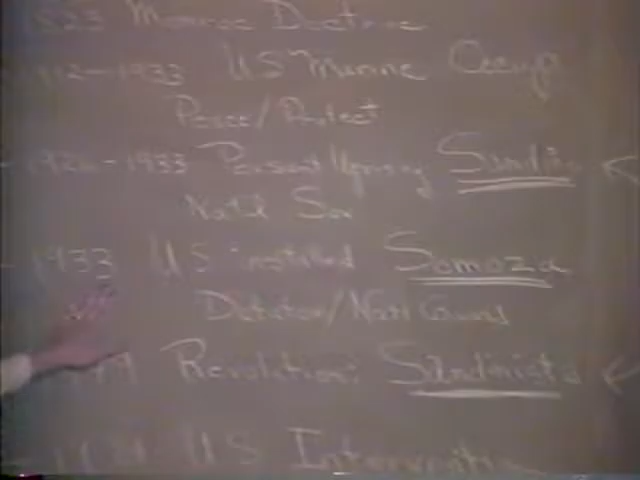 1823 Monroe Doctrine
1912-1933 US Marine Occup
Peace/Protect
-1933 Peasant Uprising Sandino
Nat'l Sov
- 1933 US installed Somoza
Dictator/Nat'l Guard
Revolution: Sandinista
US Intervention